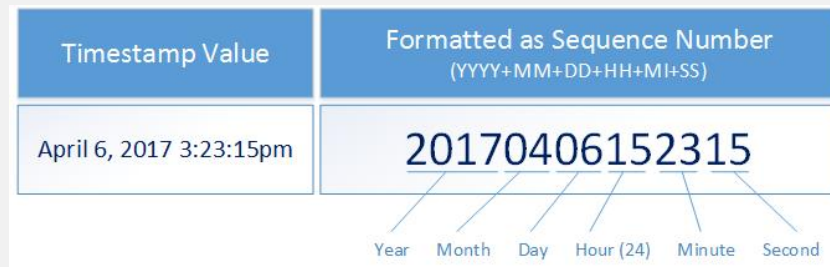 Timestamp Value
Formatted as Sequence Number
(YYYY+MM+DD+HH+MI+SS)
April 6, 2017 3:23:15pm
20170406152315
Year Month Day Hour (24) Minute Second